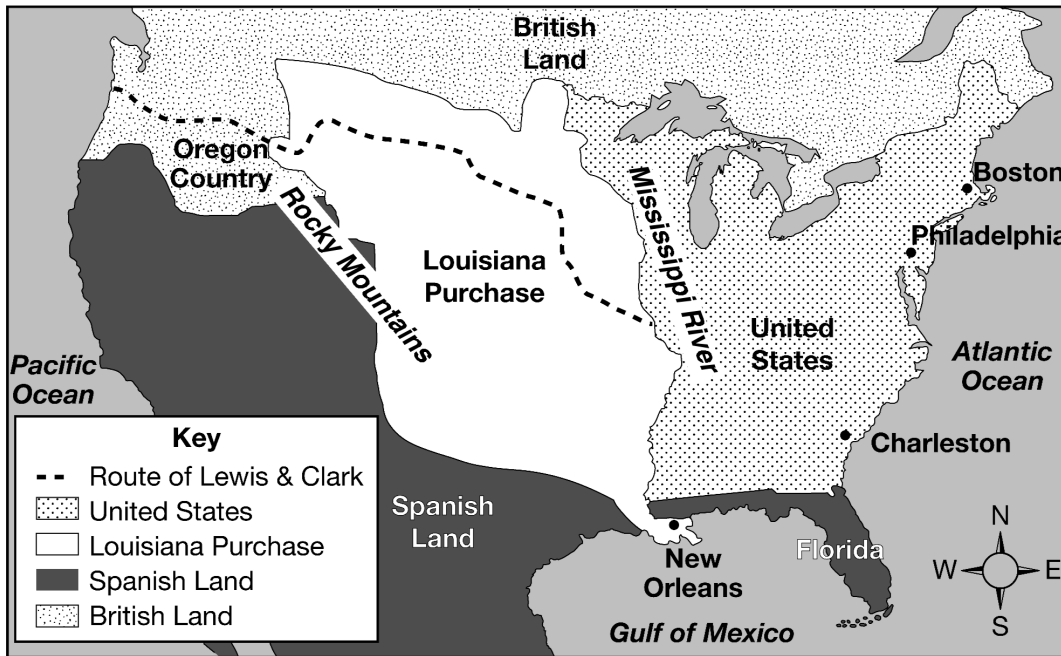 British
Land
Oregon
Country
Rocky Mountains
Louisiana
Purchase
Mississippi River
United
States
Boston
Philadelphia
Pacific
Ocean
Atlantic
Ocean
Charleston
Key
Route of Lewis & Clark
United States
Louisiana Purchase
Spanish Land
British Land
Spanish
Land
New
Orleans
Florida
Gulf of Mexico
N
W
E
S